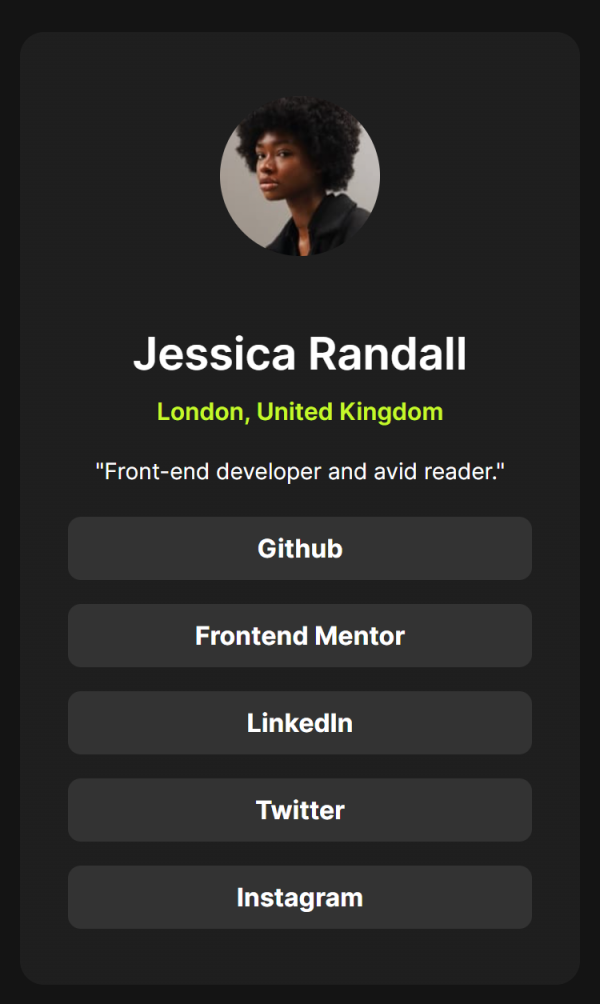 Jessica Randall
London, United Kingdom
"Front-end developer and avid reader."
Github
Frontend Mentor
LinkedIn
Twitter
Instagram